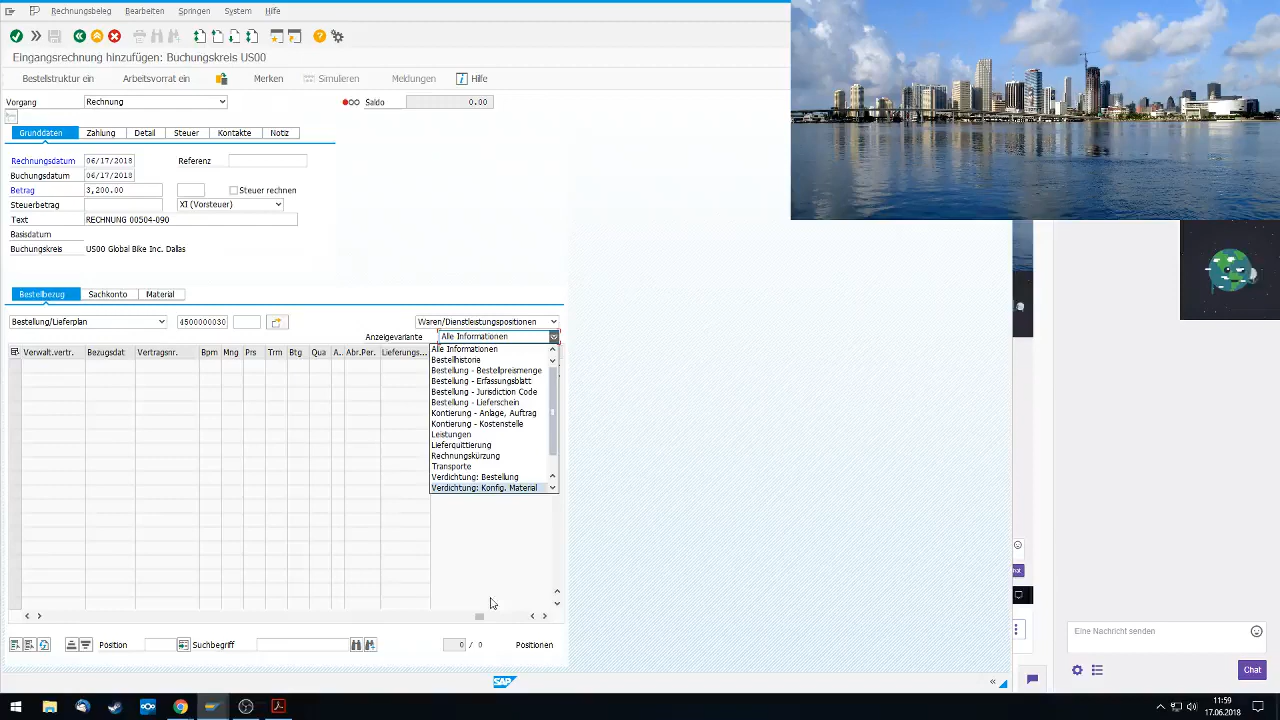 Rechnungsbeleg Bearbeiten Springen System Hilfe
Eingangsrechnung hinzufügen: Buchungskreis US00
Bestellstruktur ein Arbeitsvorrat ein Merken Simulieren Meldungen Hilfe
Vorgang Rechnung Saldo 0.00
Grunddaten Zahlung Detail Steuer Kontakte Notiz
Rechnungsdatum 06/17/2018 Referenz
Buchungsdatum 06/17/2018
Betrag 3,200.00 Steuer rechnen
Steuerbetrag XI (Vorsteuer)
Text RECHNUNG 00504-090
Basisdatum
Buchungskreis US00 Global Bike Inc. Dallas
Bestellbezug Sachkonto Material
Bestellung/Lieferplan 4500000030 Waren/Dienstleistungspositionen
Anzeigevariante Alle Informationen
Verwalt.vertr. Bezugsdat Vertragsnr. Bpm Mng Prs Trm Btg Qua A.. Abr.Per. Lieferungs...
Alle Informationen
Bestellhistorie
Bestellung - Bestellpreismenge
Bestellung - Erfassungsblatt
Bestellung - Jurisdiction Code
Bestellung - Lieferschein
Kontierung - Anlage, Auftrag
Kontierung - Kostenstelle
Leistungen
Lieferquittierung
Rechnungskürzung
Transporte
Verdichtung: Bestellung
Verdichtung: Konfig. Material
Position Suchbegriff 0 / 0 Positionen
SAP
Eine Nachricht senden
Chat
11:59
17.06.2018